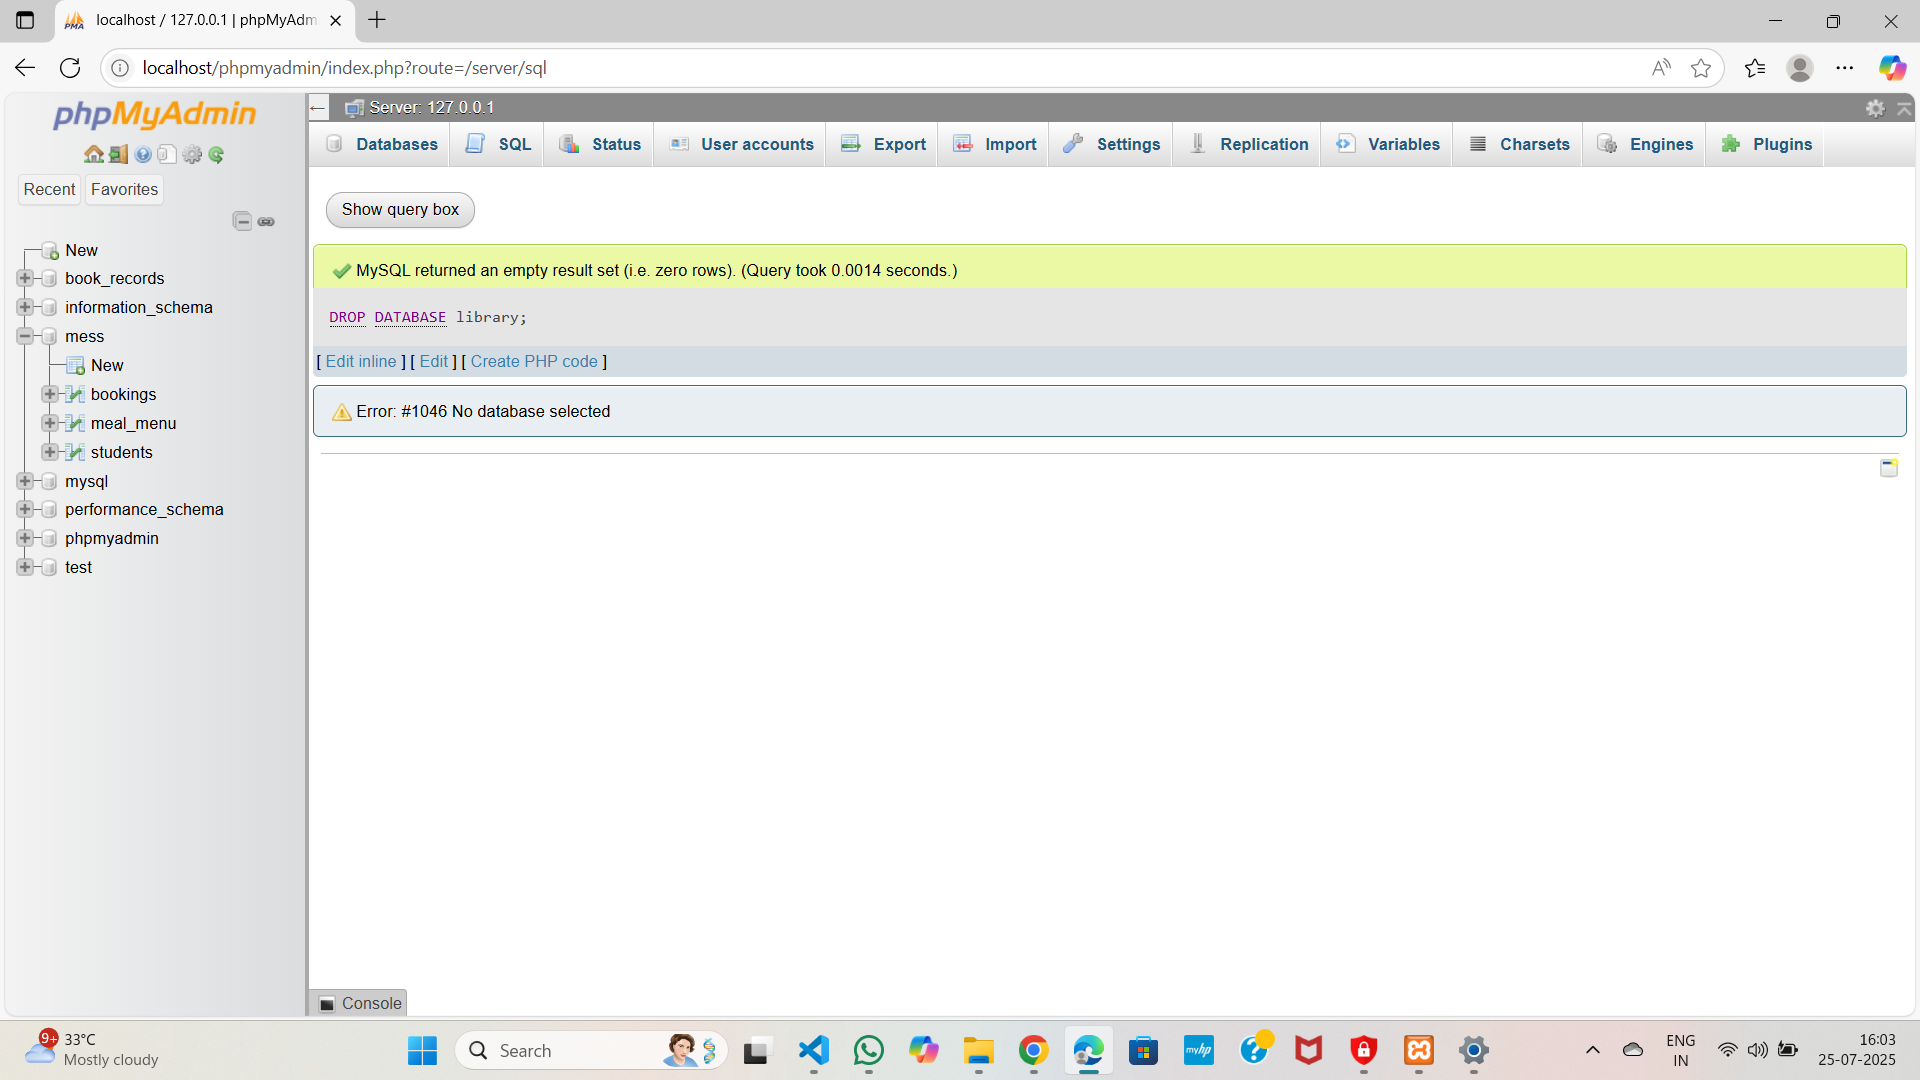 localhost / 127.0.0.1 | phpMyAdm
localhost/phpmyadmin/index.php?route=/server/sql
phpMyAdmin
Recent
Favorites
New
book_records
information_schema
mess
New
bookings
meal_menu
students
mysql
performance_schema
phpmyadmin
test
Server: 127.0.0.1
Databases
SQL
Status
User accounts
Export
Import
Settings
Replication
Variables
Charsets
Engines
Plugins
Show query box
MySQL returned an empty result set (i.e. zero rows). (Query took 0.0014 seconds.)
DROP DATABASE library;
[ Edit inline ] [ Edit ] [ Create PHP code ]
Error: #1046 No database selected
Console
9+
33°C
Mostly cloudy
Search
myhp
ENG
IN
16:03
25-07-2025